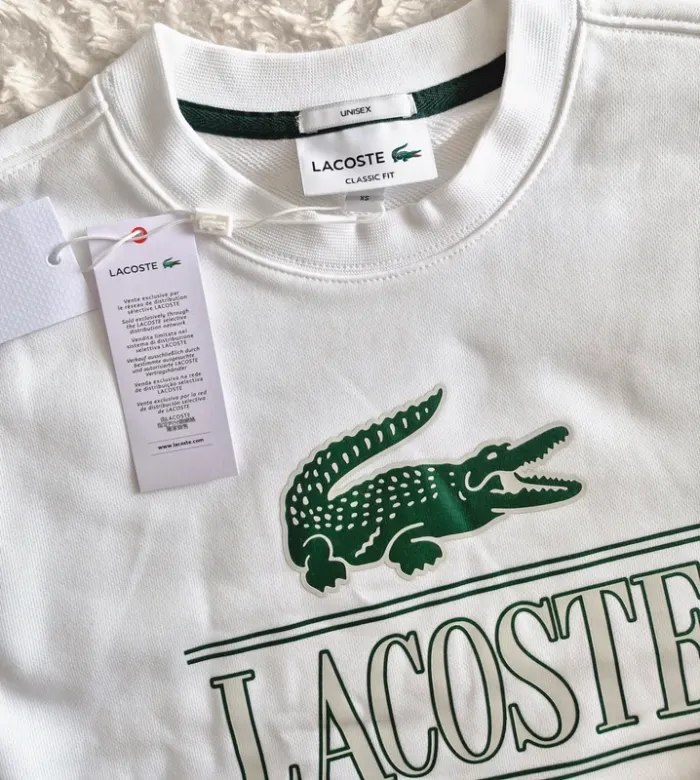 UNISEX
LACOSTE
CLASSIC FIT
XS
LACOSTE
Vente exclusive par
le réseau de distribution
sélective LACOSTE
Sold exclusively through
the LACOSTE selective
distribution network
Vendita limitata nel
sistema di distribuzione
selettiva LACOSTE
Verkauf ausschließlich durch
bestimmte ausgewählte
und autorisierte LACOSTE
Vertragshändler
Venda exclusiva na rede
de distribuição selectiva
LACOSTE
Venta exclusiva por la red
de distribución selectiva
de LACOSTE
www.lacoste.com
LACOSTE